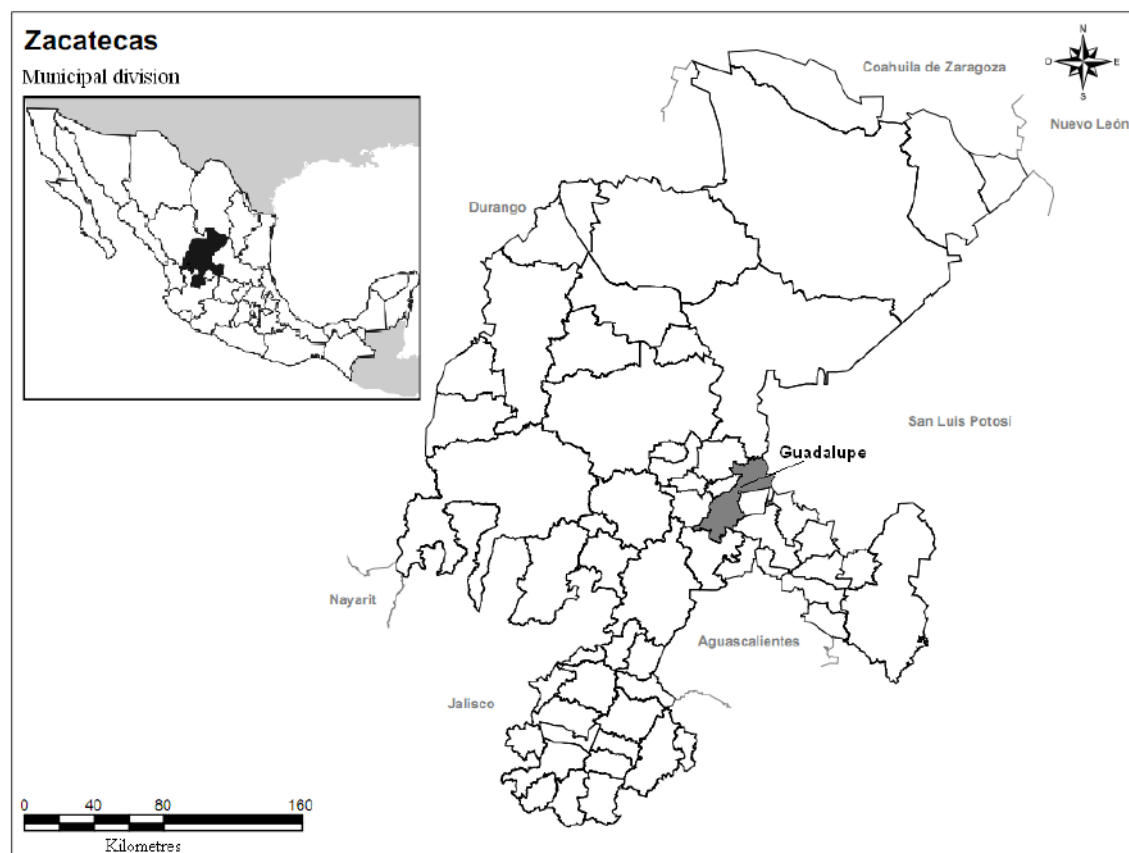 Zacatecas
Municipal division
N
O
E
S
Coahuila de Zaragoza
Nuevo León
Durango
San Luis Potosí
Guadalupe
Nayarit
Aguascalientes
Jalisco
0 40 80 160
Kilometres